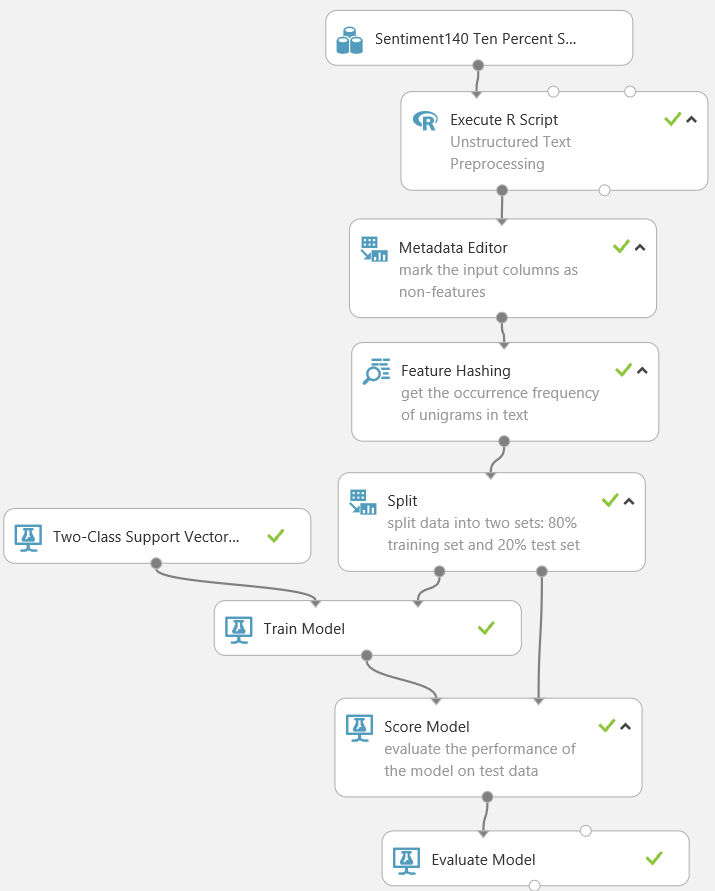 Sentiment140 Ten Percent S...
Execute R Script
Unstructured Text
Preprocessing
Metadata Editor
mark the input columns as
non-features
Feature Hashing
get the occurrence frequency
of unigrams in text
Split
split data into two sets: 80%
training set and 20% test set
Two-Class Support Vector...
Train Model
Score Model
evaluate the performance of
the model on test data
Evaluate Model